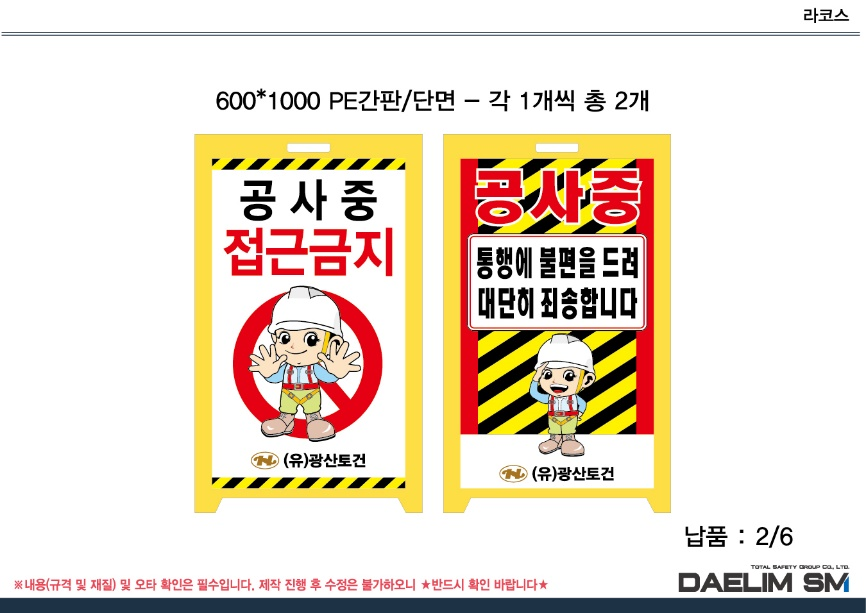 라코스
600*1000 PE간판/단면 - 각 1개씩 총 2개
공 사 중
접근금지
(유)광산토건
공사중
통행에 불편을 드려
대단히 죄송합니다
(유)광산토건
납품 : 2/6
※내용(규격 및 재질) 및 오타 확인은 필수입니다. 제작 진행 후 수정은 불가하오니 ★반드시 확인 바랍니다★
TOTAL SAFETY GROUP CO., LTD.
DAELIM SM